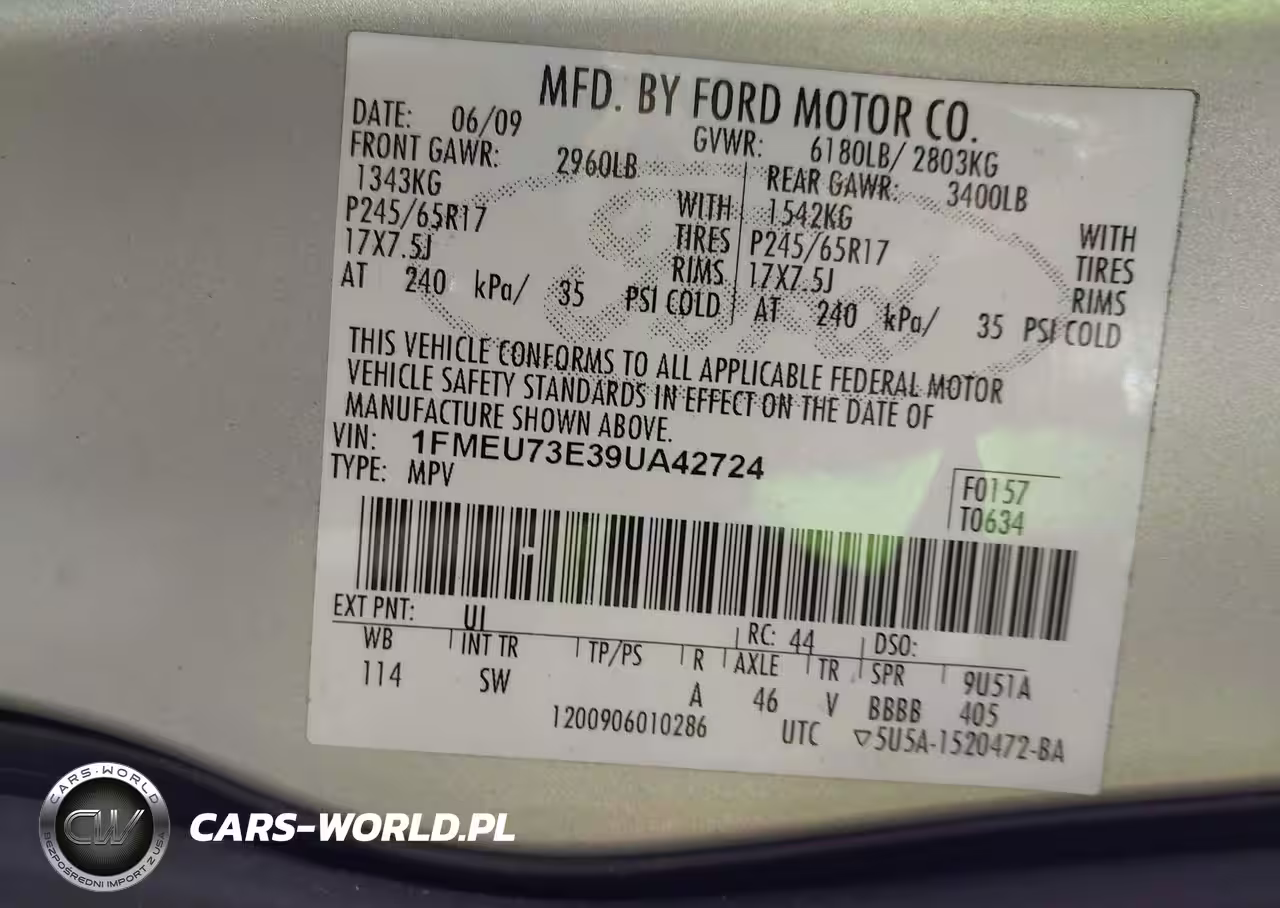 MFD. BY FORD MOTOR CO.
DATE: 06/09 GVWR: 6180LB/ 2803KG
FRONT GAWR: 2960LB REAR GAWR: 3400LB
1343KG WITH 1542KG WITH
P245/65R17 TIRES P245/65R17 TIRES
17X7.5J RIMS 17X7.5J RIMS
AT 240 kPa/ 35 PSI COLD AT 240 kPa/ 35 PSI COLD
THIS VEHICLE CONFORMS TO ALL APPLICABLE FEDERAL MOTOR
VEHICLE SAFETY STANDARDS IN EFFECT ON THE DATE OF
MANUFACTURE SHOWN ABOVE.
VIN: 1FMEU73E39UA42724
TYPE: MPV
F0157
T0634
EXT PNT: UI RC: 44 DSO:
WB INT TR TP/PS R AXLE TR SPR 9U51A
114 SW A 46 V BBBB 405
1200906010286 UTC ▽5U5A-1520472-BA
Ford
CARS-WORLD
CW
BEZPOŚREDNI IMPORT Z USA
CARS-WORLD.PL